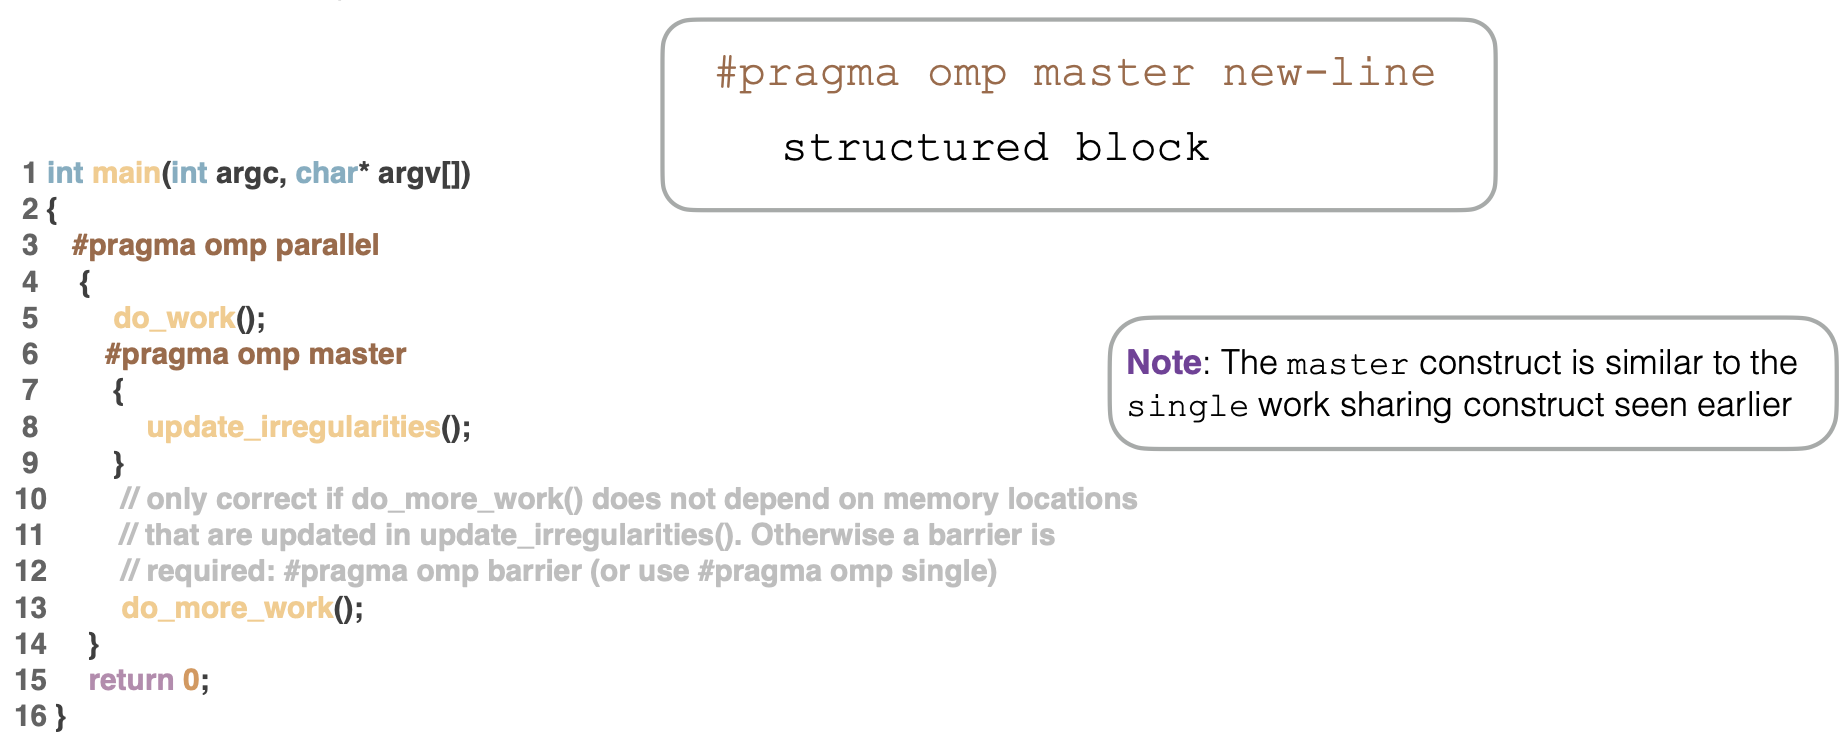 #pragma omp master new-line
structured block
1 int main(int argc, char* argv[])
2 {
3 #pragma omp parallel
4 {
5 do_work();
6 #pragma omp master
7 {
8 update_irregularities();
9 }
10 // only correct if do_more_work() does not depend on memory locations
11 // that are updated in update_irregularities(). Otherwise a barrier is
12 // required: #pragma omp barrier (or use #pragma omp single)
13 do_more_work();
14 }
15 return 0;
16 }
Note: The master construct is similar to the
single work sharing construct seen earlier